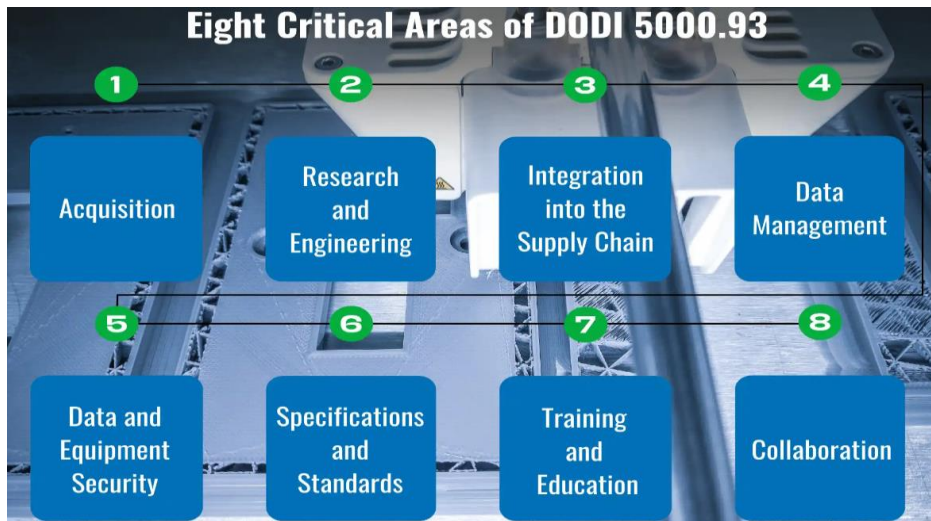 Eight Critical Areas of DODI 5000.93
1
2
3
4
Acquisition
Research
and
Engineering
Integration
into the
Supply Chain
Data
Management
5
6
7
8
Data and
Equipment
Security
Specifications
and
Standards
Training
and
Education
Collaboration